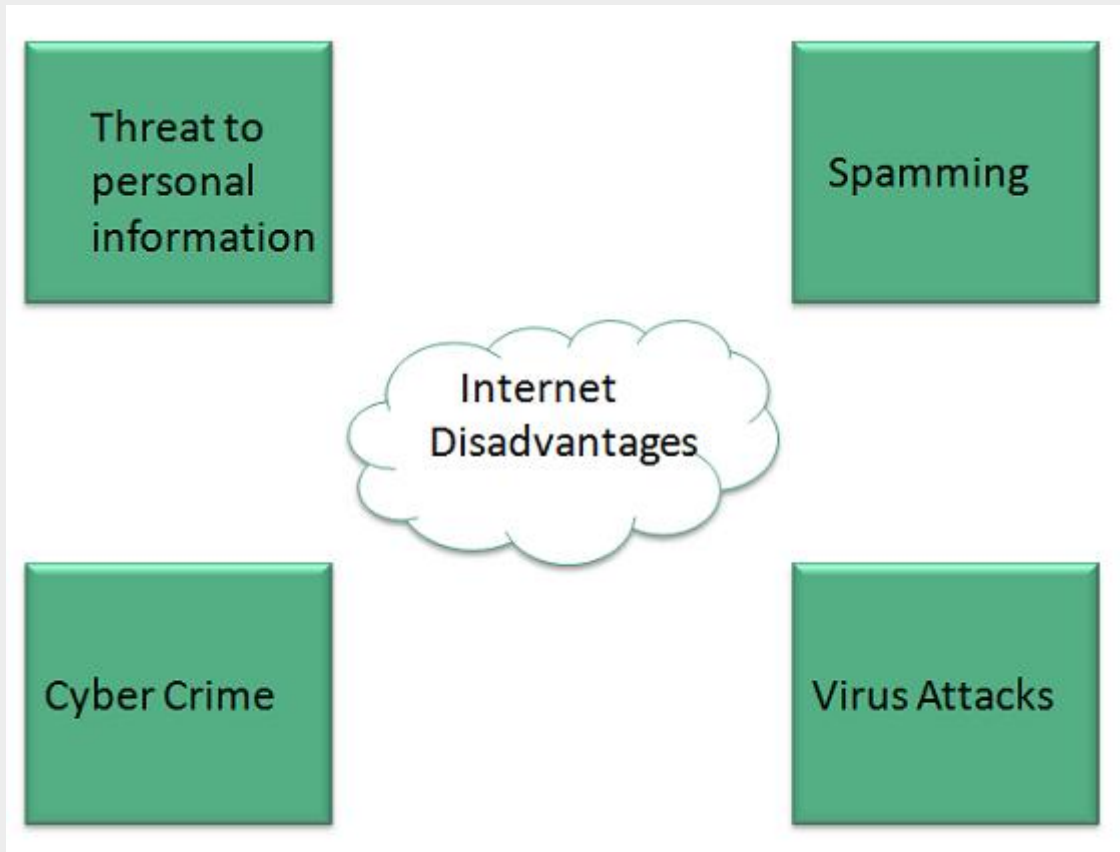 Threat to
personal
information
Spamming
Internet
Disadvantages
Cyber Crime
Virus Attacks